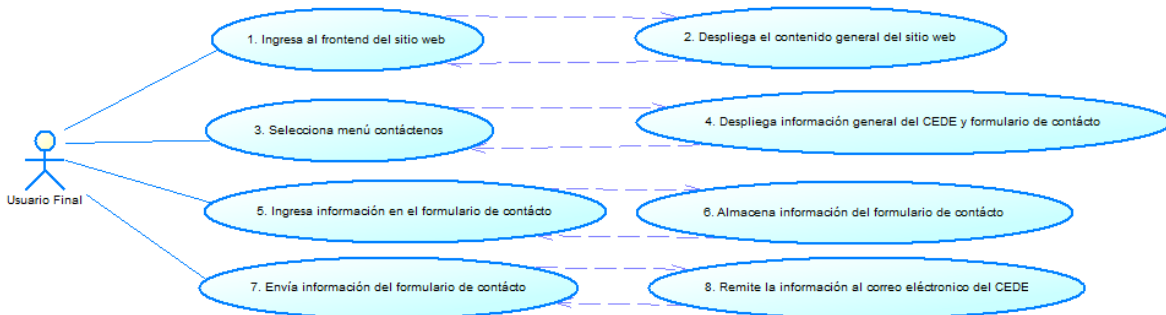 1. Ingresa al frontend del sitio web
2. Despliega el contenido general del sitio web
3. Selecciona menú contáctenos
4. Despliega información general del CEDE y formulario de contácto
Usuario Final
5. Ingresa información en el formulario de contácto
6. Almacena información del formulario de contácto
7. Envía información del formulario de contácto
8. Remite la información al correo eléctronico del CEDE